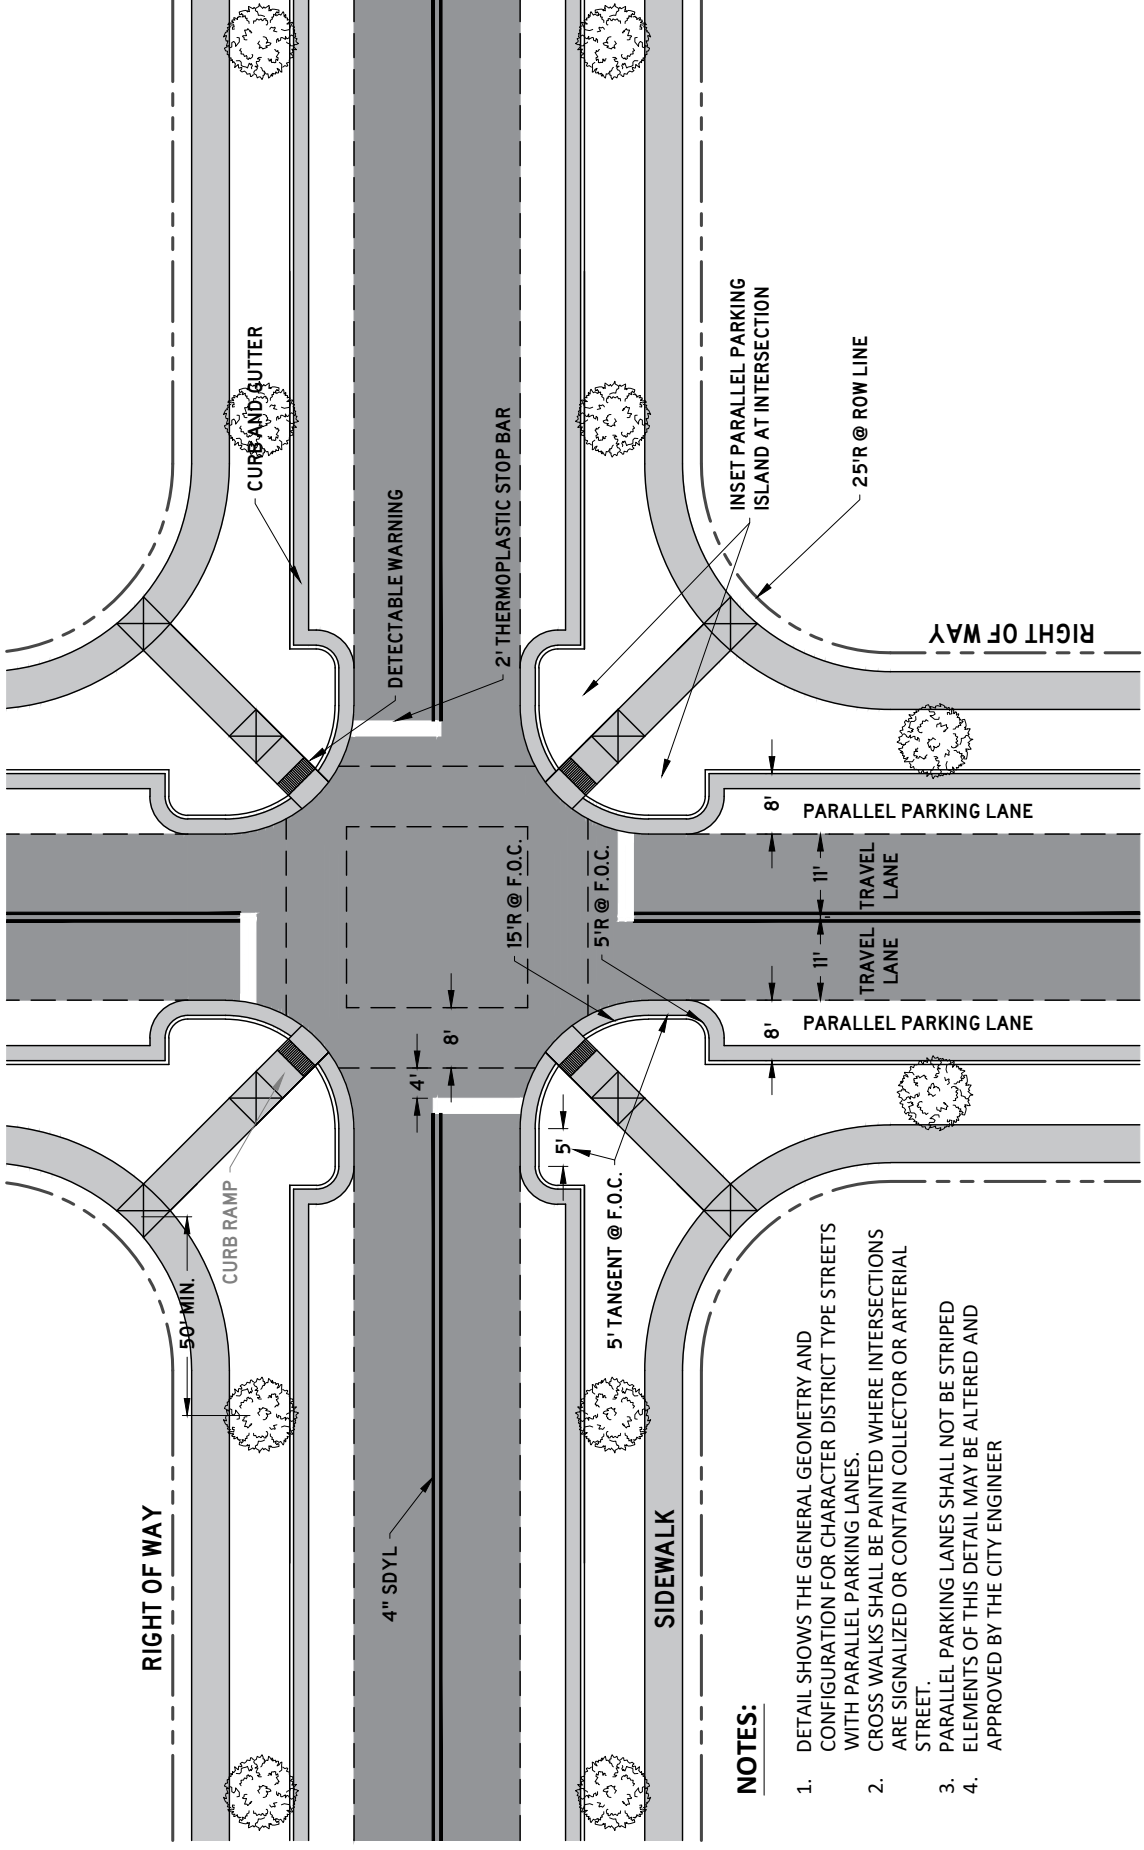 CURB AND GUTTER
DETECTABLE WARNING
2' THERMOPLASTIC STOP BAR
INSET PARALLEL PARKING
ISLAND AT INTERSECTION
25'R @ ROW LINE
RIGHT OF WAY
8'
PARALLEL PARKING LANE
11'
TRAVEL
LANE
11'
TRAVEL
LANE
8'
PARALLEL PARKING LANE
15'R @ F.O.C.
5'R @ F.O.C.
8'
4'
5'
5' TANGENT @ F.O.C.
CURB RAMP
50' MIN.
4" SDYL
RIGHT OF WAY
SIDEWALK
NOTES:
1. DETAIL SHOWS THE GENERAL GEOMETRY AND
CONFIGURATION FOR CHARACTER DISTRICT TYPE STREETS
WITH PARALLEL PARKING LANES.
2. CROSS WALKS SHALL BE PAINTED WHERE INTERSECTIONS
ARE SIGNALIZED OR CONTAIN COLLECTOR OR ARTERIAL
STREET.
3. PARALLEL PARKING LANES SHALL NOT BE STRIPED
4. ELEMENTS OF THIS DETAIL MAY BE ALTERED AND
APPROVED BY THE CITY ENGINEER